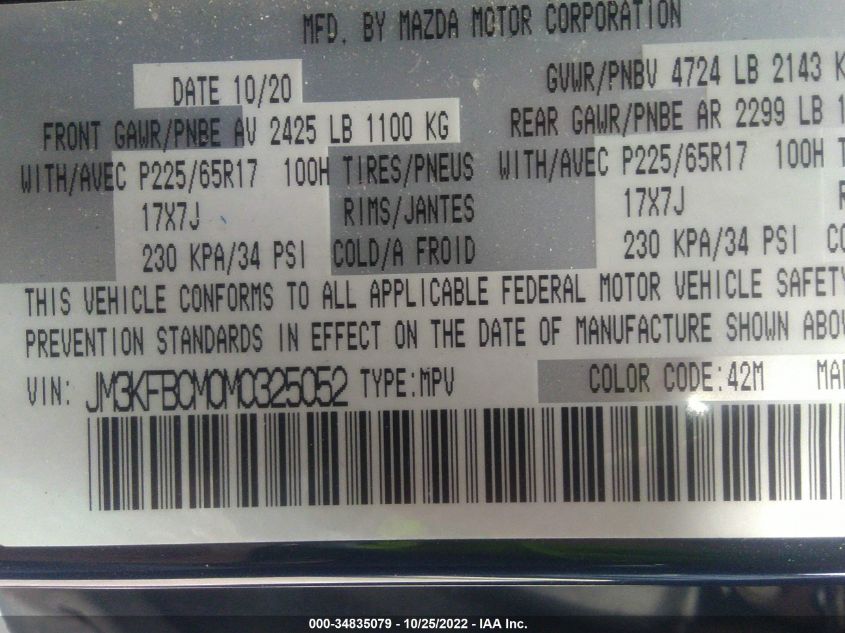 MFD. BY MAZDA MOTOR CORPORATION
DATE 10/20 GVWR/PNBV 4724 LB 2143 K
FRONT GAWR/PNBE AV 2425 LB 1100 KG REAR GAWR/PNBE AR 2299 LB 1
WITH/AVEC P225/65R17 100H TIRES/PNEUS WITH/AVEC P225/65R17 100H T
17X7J RIMS/JANTES 17X7J R
230 KPA/34 PSI COLD/A FROID 230 KPA/34 PSI CO
THIS VEHICLE CONFORMS TO ALL APPLICABLE FEDERAL MOTOR VEHICLE SAFETY
PREVENTION STANDARDS IN EFFECT ON THE DATE OF MANUFACTURE SHOWN ABOV
VIN: JM3KFBCM0M0325052 TYPE:MPV COLOR CODE:42M MAN
000-34835079 - 10/25/2022 - IAA Inc.